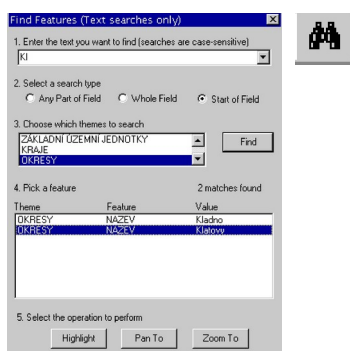 Find Features (Text searches only)
1. Enter the text you want to find (searches are case-sensitive)
Kl
2. Select a search type
Any Part of Field Whole Field Start of Field
3. Choose which themes to search
ZÁKLADNÍ ÚZEMNÍ JEDNOTKY
KRAJE
OKRESY
Find
4. Pick a feature 2 matches found
Theme Feature Value
OKRESY NAZEV Kladno
OKRESY NAZEV Klatovy
5. Select the operation to perform
Highlight Pan To Zoom To